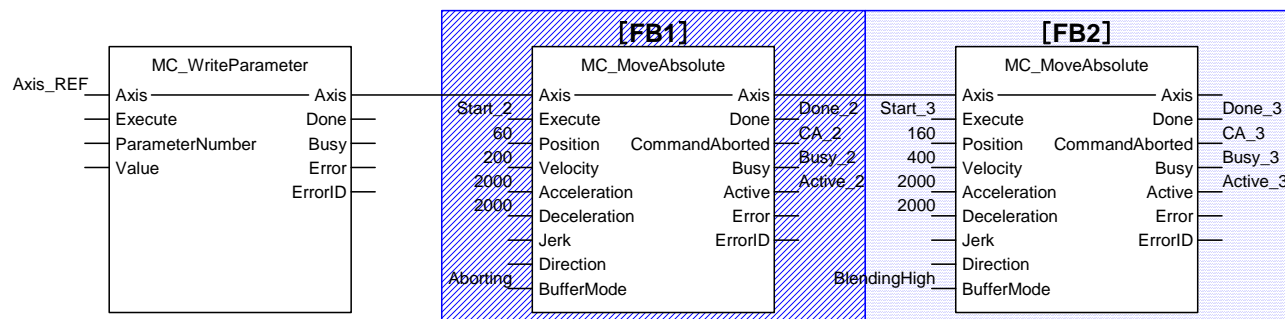 [FB1]
[FB2]
MC_WriteParameter
MC_MoveAbsolute
MC_MoveAbsolute
Axis_REF
Axis
Axis
Execute
Done
ParameterNumber
Busy
Value
Error
ErrorID
Start_2
Axis
Axis
Done_2
60
Execute
Done
CA_2
200
Position
CommandAborted
Busy_2
2000
Velocity
Busy
Active_2
2000
Acceleration
Active
Deceleration
Error
Jerk
ErrorID
Direction
Aborting
BufferMode
Start_3
Axis
Axis
Done_3
160
Execute
Done
CA_3
400
Position
CommandAborted
Busy_3
2000
Velocity
Busy
Active_3
2000
Acceleration
Active
Deceleration
Error
Jerk
ErrorID
Direction
BlendingHigh
BufferMode